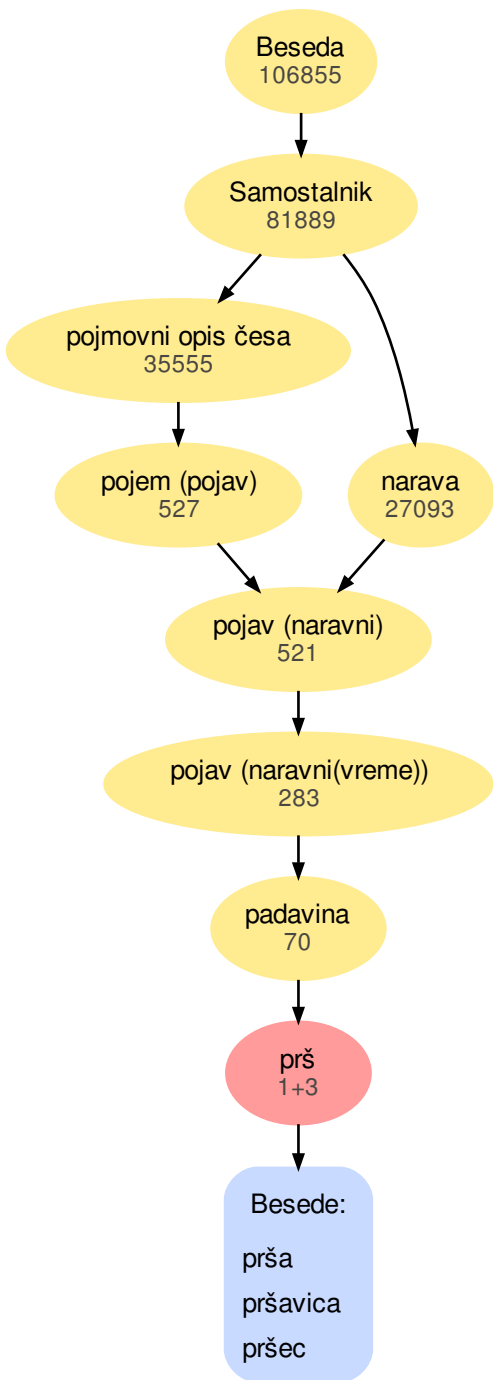 Beseda
106855
Samostalnik
81889
pojmovni opis česa
35555
pojem (pojav)
527
narava
27093
pojav (naravni)
521
pojav (naravni(vreme))
283
padavina
70
prš
1+3
Besede:
prša
pršavica
pršec